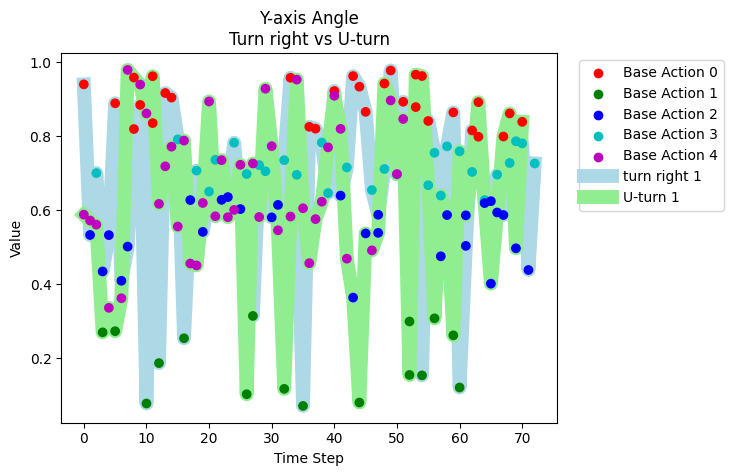 Y-axis Angle
Turn right vs U-turn
Value
1.0
0.8
0.6
0.4
0.2
0 10 20 30 40 50 60 70
Time Step
Base Action 0
Base Action 1
Base Action 2
Base Action 3
Base Action 4
turn right 1
U-turn 1